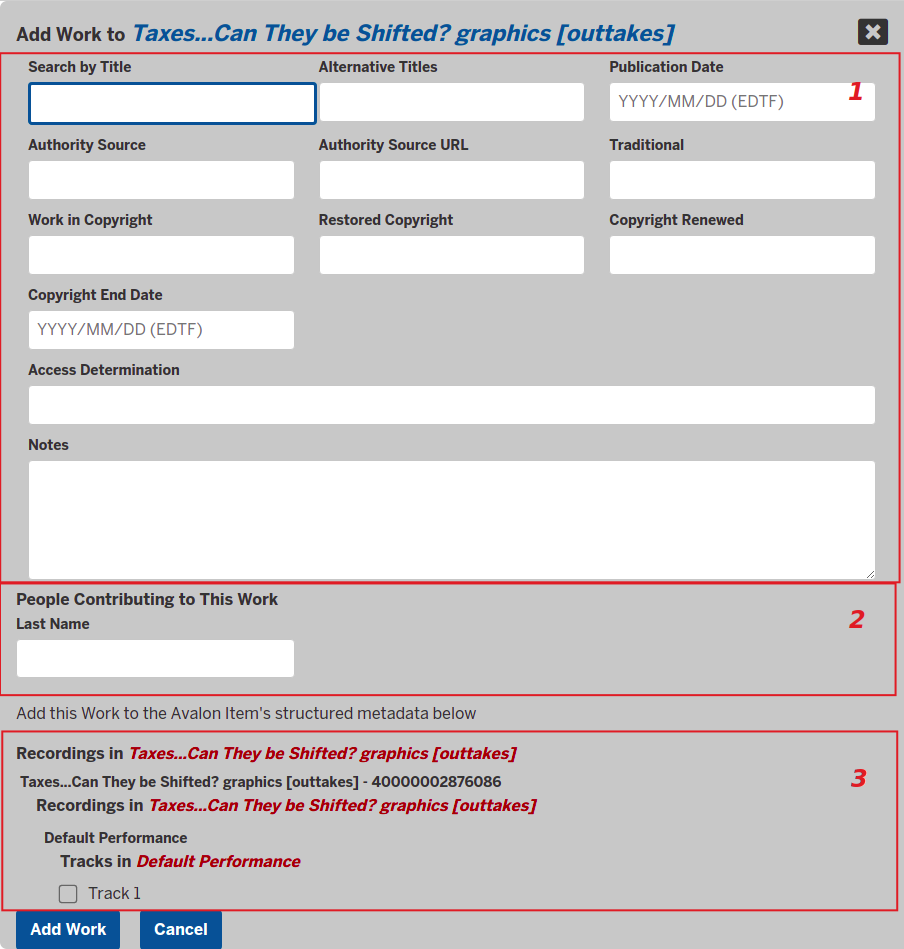 Add Work to Taxes...Can They be Shifted? graphics [outtakes]
Search by Title Alternative Titles Publication Date
YYYY/MM/DD (EDTF) 1
Authority Source Authority Source URL Traditional
Work in Copyright Restored Copyright Copyright Renewed
Copyright End Date
YYYY/MM/DD (EDTF)
Access Determination
Notes
People Contributing to This Work
Last Name
2
Add this Work to the Avalon Item's structured metadata below
Recordings in Taxes...Can They be Shifted? graphics [outtakes]
Taxes...Can They be Shifted? graphics [outtakes] - 40000002876086
3
Recordings in Taxes...Can They be Shifted? graphics [outtakes]
Default Performance
Tracks in Default Performance
Track 1
Add Work Cancel